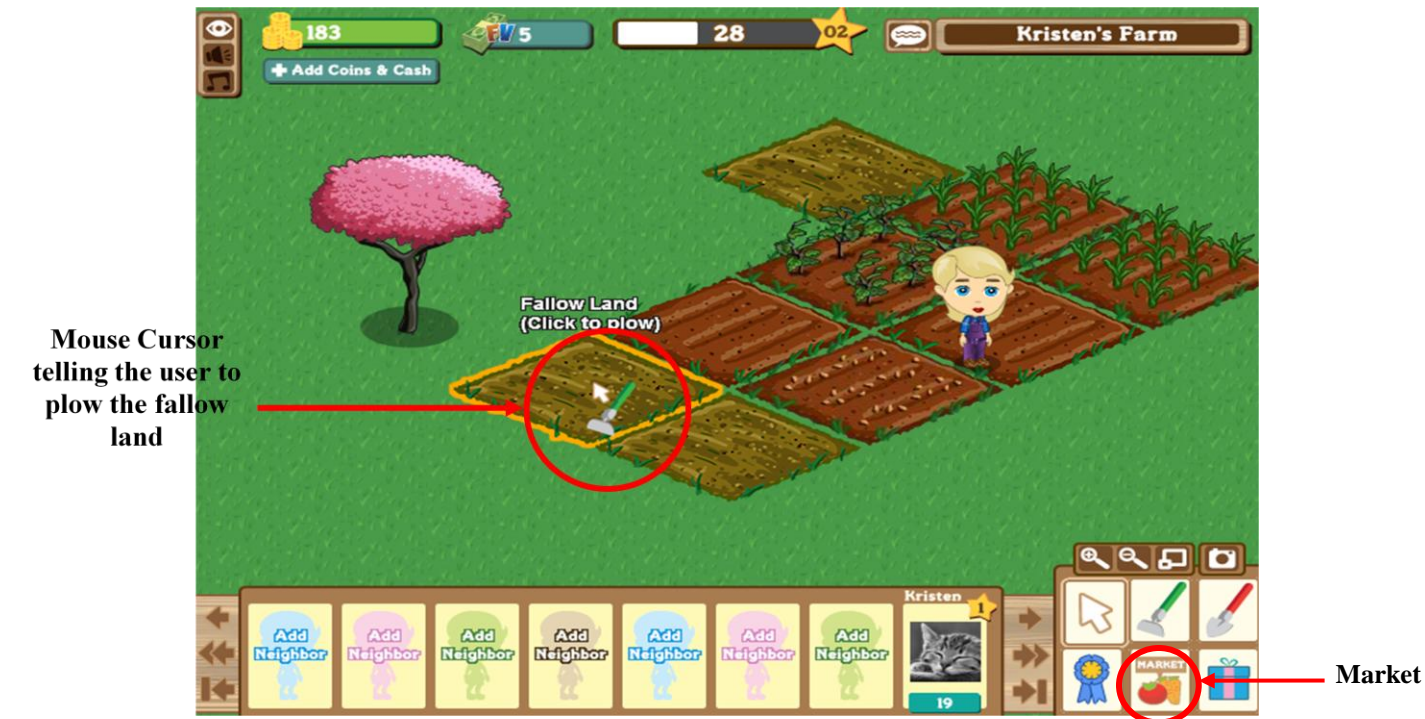 183
FV 5
28
02
Kristen's Farm
+ Add Coins & Cash
Fallow Land
(Click to plow)
Mouse Cursor
telling the user to
plow the fallow
land
Kristen
1
Add
Neighbor
Add
Neighbor
Add
Neighbor
Add
Neighbor
Add
Neighbor
Add
Neighbor
Add
Neighbor
19
MARKET
Market